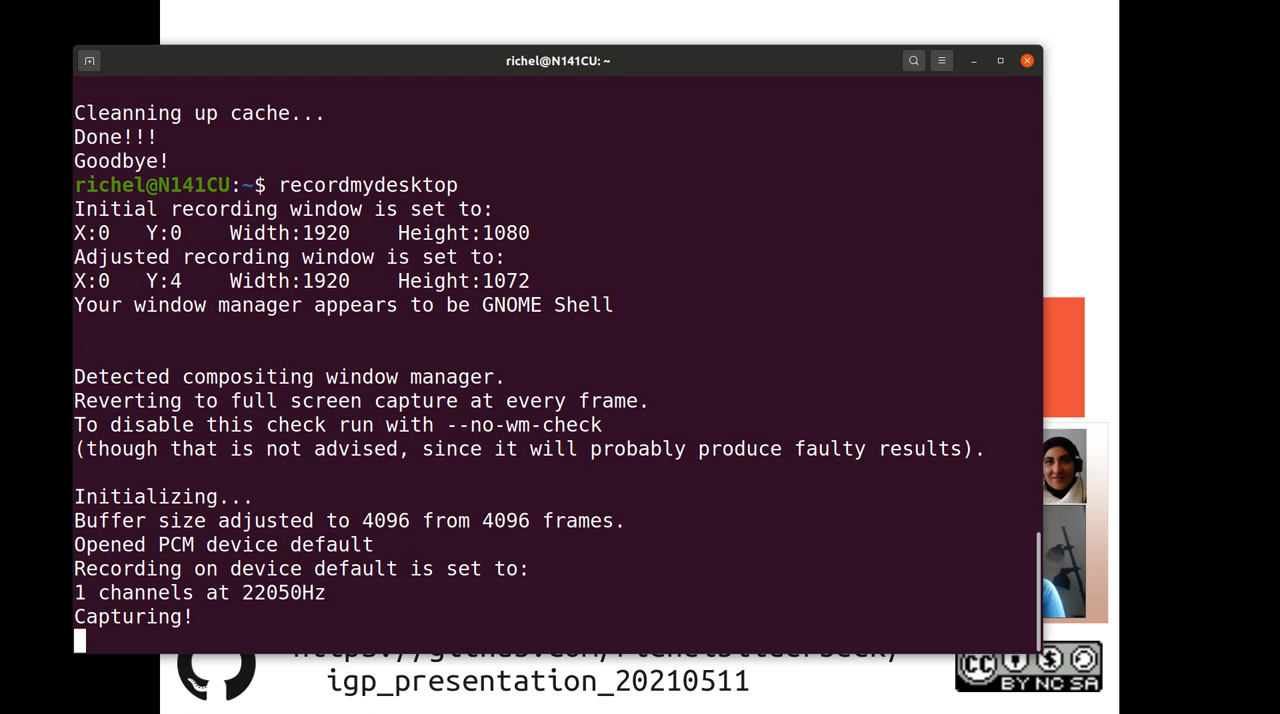 richel@N141CU: ~
Cleanning up cache...
Done!!!
Goodbye!
richel@N141CU:~$ recordmydesktop
Initial recording window is set to:
X:0   Y:0    Width:1920    Height:1080
Adjusted recording window is set to:
X:0   Y:4    Width:1920    Height:1072
Your window manager appears to be GNOME Shell
Detected compositing window manager.
Reverting to full screen capture at every frame.
To disable this check run with --no-wm-check
(though that is not advised, since it will probably produce faulty results).
Initializing...
Buffer size adjusted to 4096 from 4096 frames.
Opened PCM device default
Recording on device default is set to:
1 channels at 22050Hz
Capturing!
igp_presentation_20210511
CC
BY NC SA